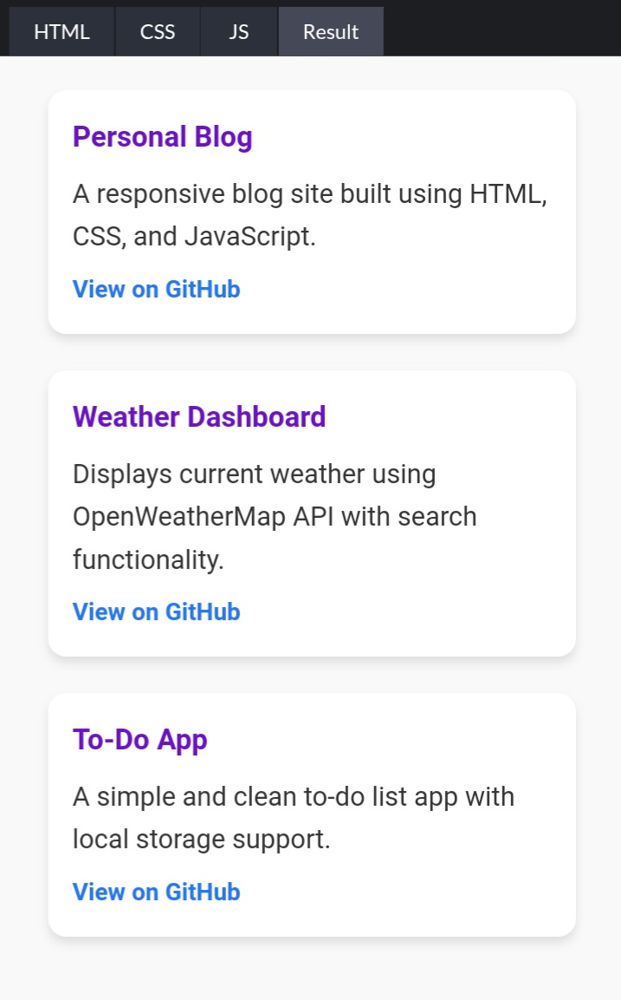 HTML CSS JS Result
Personal Blog
A responsive blog site built using HTML,
CSS, and JavaScript.
View on GitHub
Weather Dashboard
Displays current weather using
OpenWeatherMap API with search
functionality.
View on GitHub
To-Do App
A simple and clean to-do list app with
local storage support.
View on GitHub